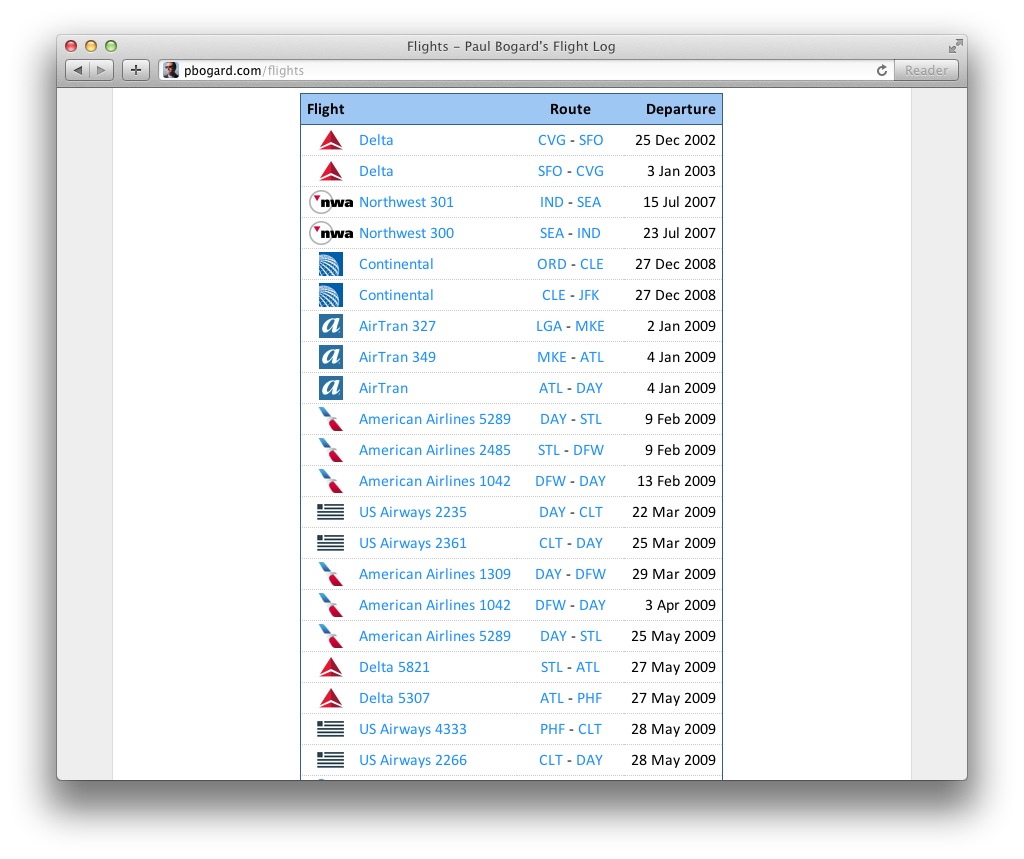 Flights – Paul Bogard's Flight Log
pbogard.com/flights Reader
Flight Route Departure
Delta CVG - SFO 25 Dec 2002
Delta SFO - CVG 3 Jan 2003
nwa Northwest 301 IND - SEA 15 Jul 2007
nwa Northwest 300 SEA - IND 23 Jul 2007
Continental ORD - CLE 27 Dec 2008
Continental CLE - JFK 27 Dec 2008
a AirTran 327 LGA - MKE 2 Jan 2009
a AirTran 349 MKE - ATL 4 Jan 2009
a AirTran ATL - DAY 4 Jan 2009
American Airlines 5289 DAY - STL 9 Feb 2009
American Airlines 2485 STL - DFW 9 Feb 2009
American Airlines 1042 DFW - DAY 13 Feb 2009
US Airways 2235 DAY - CLT 22 Mar 2009
US Airways 2361 CLT - DAY 25 Mar 2009
American Airlines 1309 DAY - DFW 29 Mar 2009
American Airlines 1042 DFW - DAY 3 Apr 2009
American Airlines 5289 DAY - STL 25 May 2009
Delta 5821 STL - ATL 27 May 2009
Delta 5307 ATL - PHF 27 May 2009
US Airways 4333 PHF - CLT 28 May 2009
US Airways 2266 CLT - DAY 28 May 2009